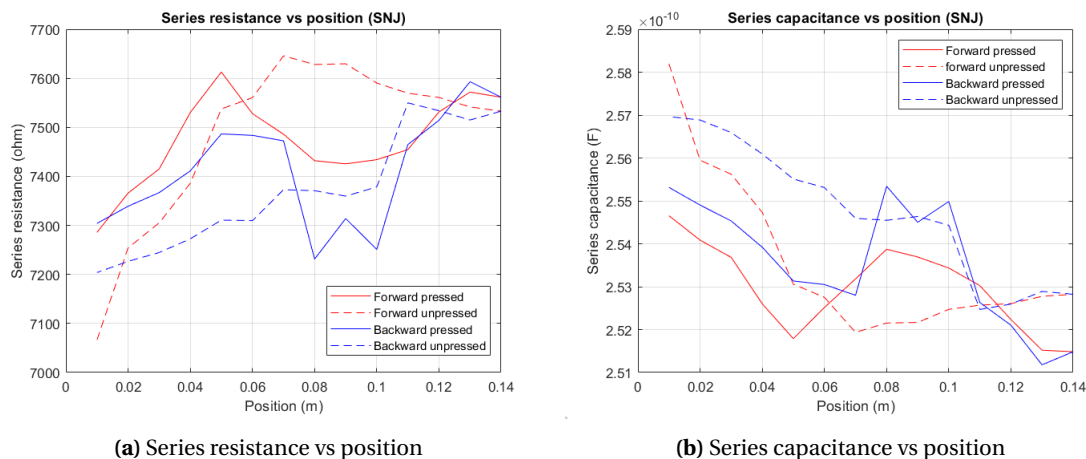 Series resistance vs position (SNJ)
7700
7600
7500
7400
7300
7200
7100
7000
Series resistance (ohm)
0 0.02 0.04 0.06 0.08 0.1 0.12 0.14
Position (m)
Forward pressed
Forward unpressed
Backward pressed
Backward unpressed
(a) Series resistance vs position
×10⁻¹⁰
Series capacitance vs position (SNJ)
2.59
2.58
2.57
2.56
2.55
2.54
2.53
2.52
2.51
Series capacitance (F)
0 0.02 0.04 0.06 0.08 0.1 0.12 0.14
Position (m)
Forward pressed
forward unpressed
Backward pressed
Backward unpressed
(b) Series capacitance vs position